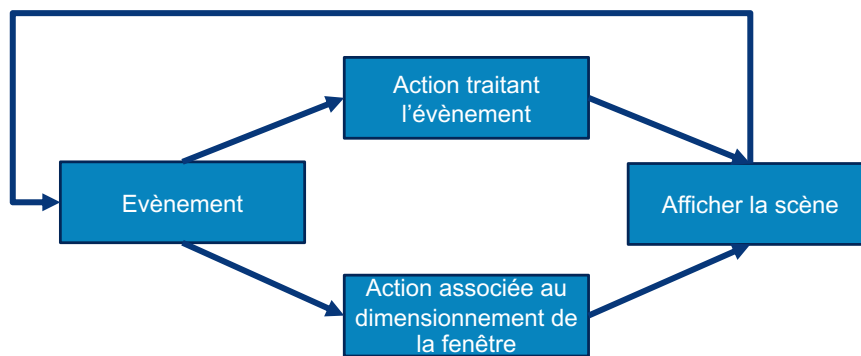 Action traitant
l’évènement
Evènement
Afficher la scène
Action associée au
dimensionnement de
la fenêtre